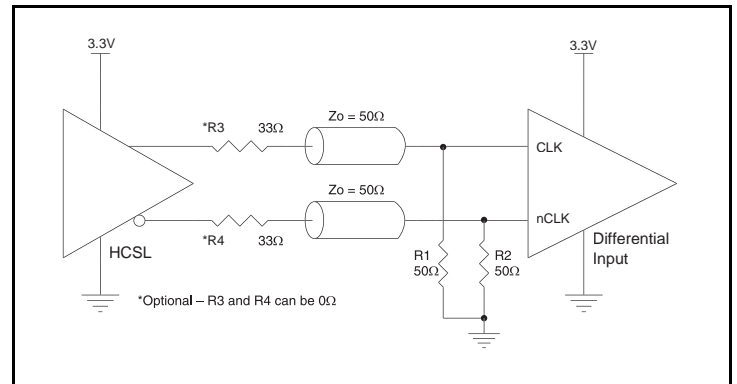 3.3V
3.3V
*R3
33Ω
Zo = 50Ω
CLK
Zo = 50Ω
nCLK
*R4
33Ω
HCSL
R1
50Ω
R2
50Ω
Differential
Input
*Optional – R3 and R4 can be 0Ω